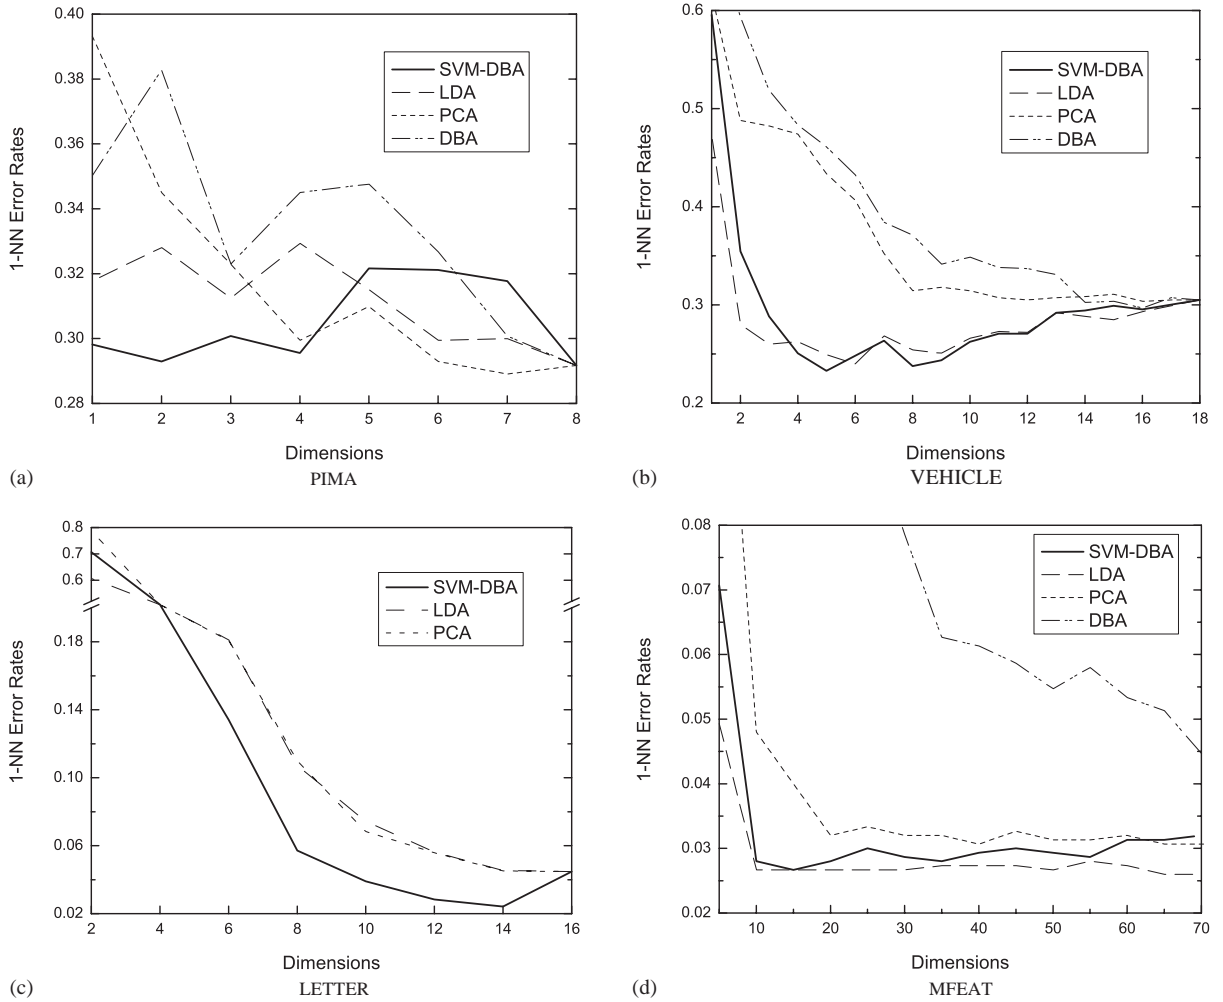 0.40
0.38
0.36
0.34
0.32
0.30
0.28
1-NN Error Rates
SVM-DBA
LDA
PCA
DBA
1 2 3 4 5 6 7 8
Dimensions
(a) PIMA
0.6
0.5
0.4
0.3
0.2
1-NN Error Rates
SVM-DBA
LDA
PCA
DBA
2 4 6 8 10 12 14 16 18
Dimensions
(b) VEHICLE
0.8
0.7
0.6
0.18
0.14
0.10
0.06
0.02
1-NN Error Rates
SVM-DBA
LDA
PCA
2 4 6 8 10 12 14 16
Dimensions
(c) LETTER
0.08
0.07
0.06
0.05
0.04
0.03
0.02
1-NN Error Rates
SVM-DBA
LDA
PCA
DBA
10 20 30 40 50 60 70
Dimensions
(d) MFEAT